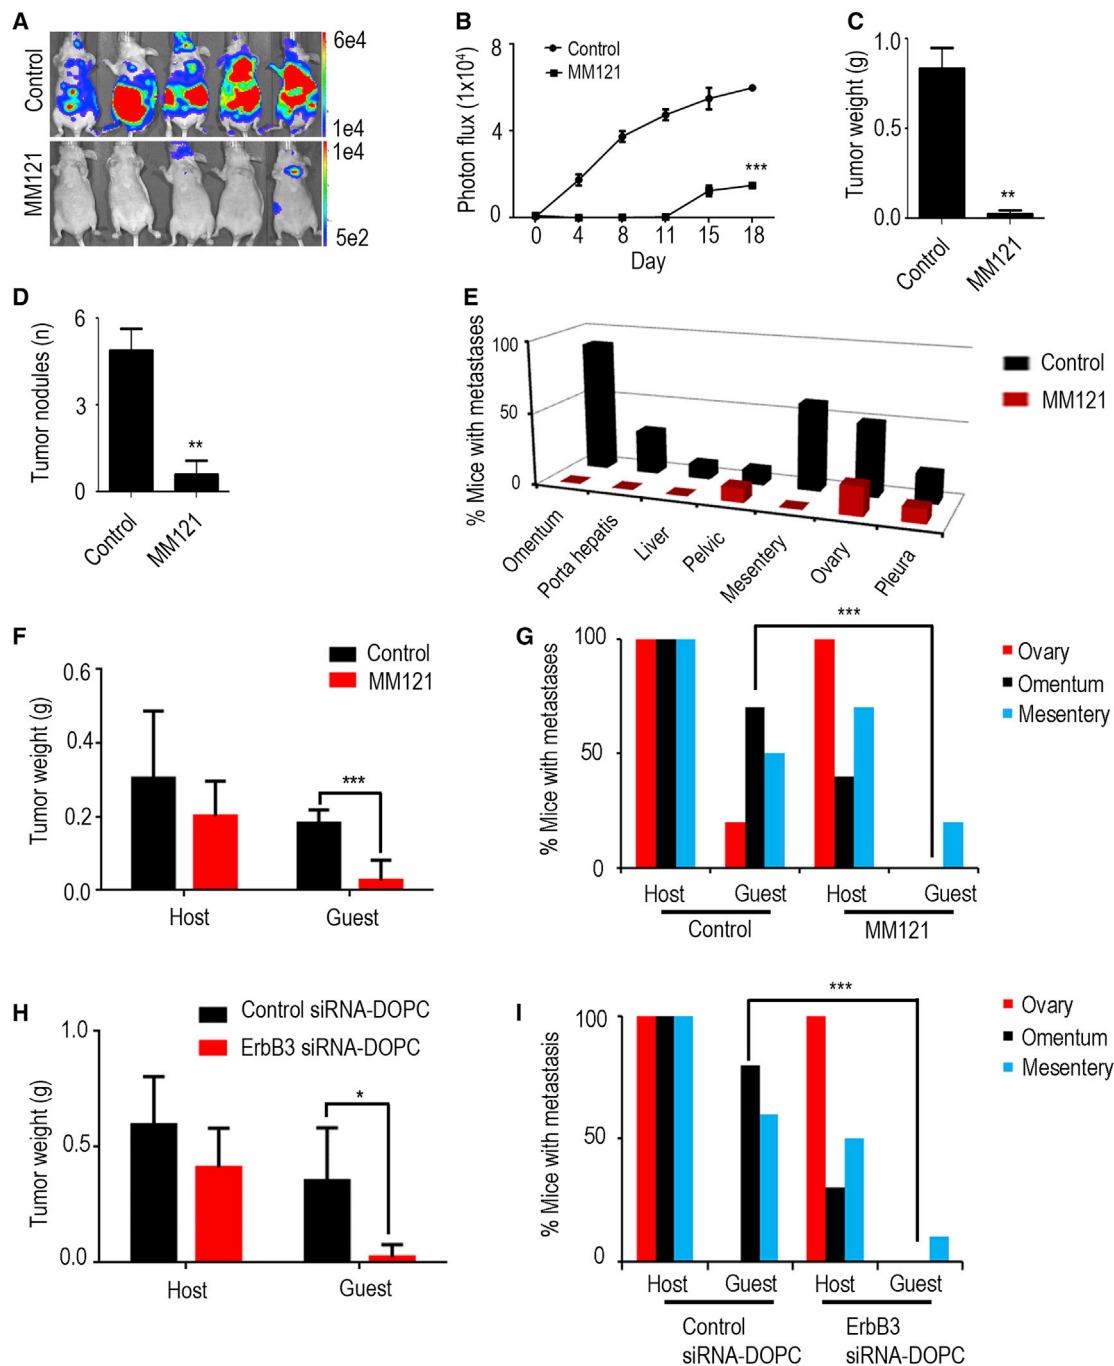 A
Control
MM121
6e4
1e4
1e4
5e2
B
Photon flux (1x10⁴)
8
4
0
Control
MM121
***
0 4 8 11 15 18
Day
C
Tumor weight (g)
1.0
0.5
0.0
**
Control
MM121
D
Tumor nodules (n)
6
3
0
**
Control
MM121
E
% Mice with metastases
100
50
0
Control
MM121
Omentum
Porta hepatis
Liver
Pelvic
Mesentery
Ovary
Pleura
F
Control
MM121
Tumor weight (g)
0.6
0.4
0.2
0.0
***
Host Guest
G
% Mice with metastases
100
50
0
***
Ovary
Omentum
Mesentery
Host Guest Host Guest
Control MM121
H
Control siRNA-DOPC
ErbB3 siRNA-DOPC
Tumor weight (g)
1.0
0.5
0.0
*
Host Guest
I
% Mice with metastasis
100
50
0
***
Ovary
Omentum
Mesentery
Host Guest Host Guest
Control ErbB3
siRNA-DOPC siRNA-DOPC